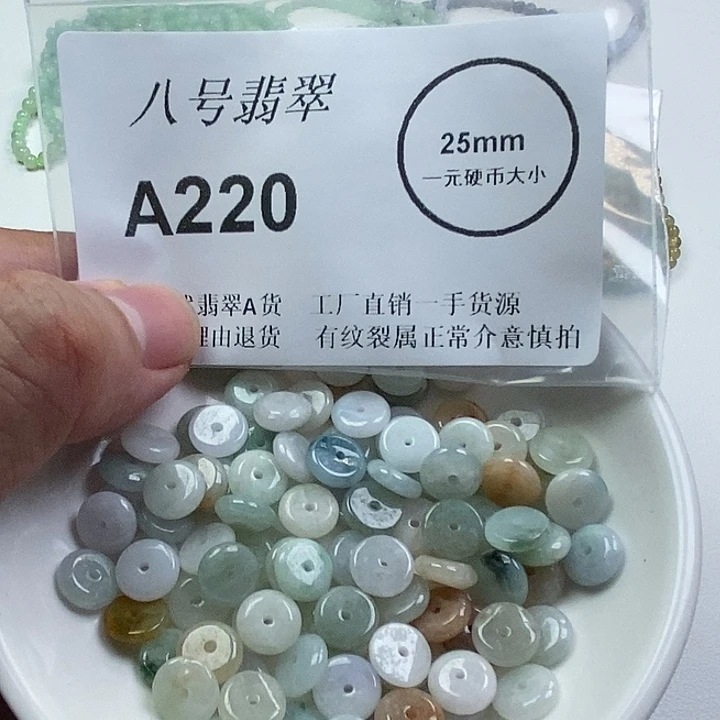 八号翡翠
25mm
一元硬币大小
A220
翡翠A货 工厂直销一手货源
理由退货 有纹裂属正常介意慎拍